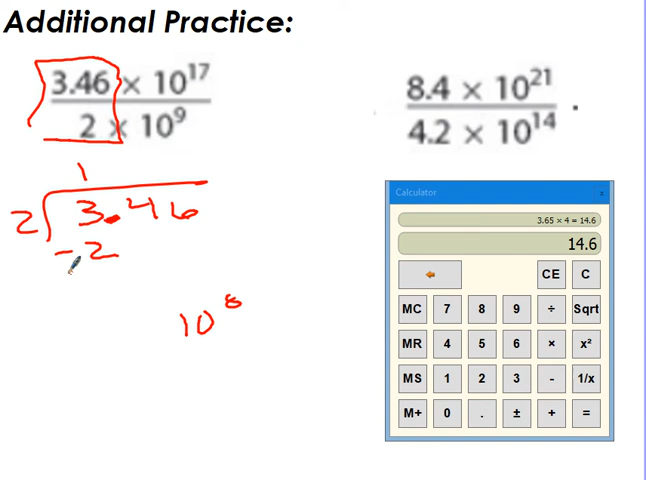 Additional Practice:
3.46 × 10¹⁷
2 × 10⁹
8.4 × 10²¹
4.2 × 10¹⁴ .
1
2 3.46
-2
10⁸
Calculator x
3.65 × 4 = 14.6
14.6
CE C
MC 7 8 9 ÷ Sqrt
MR 4 5 6 × x²
MS 1 2 3 - 1/x
M+ 0 . ± + =